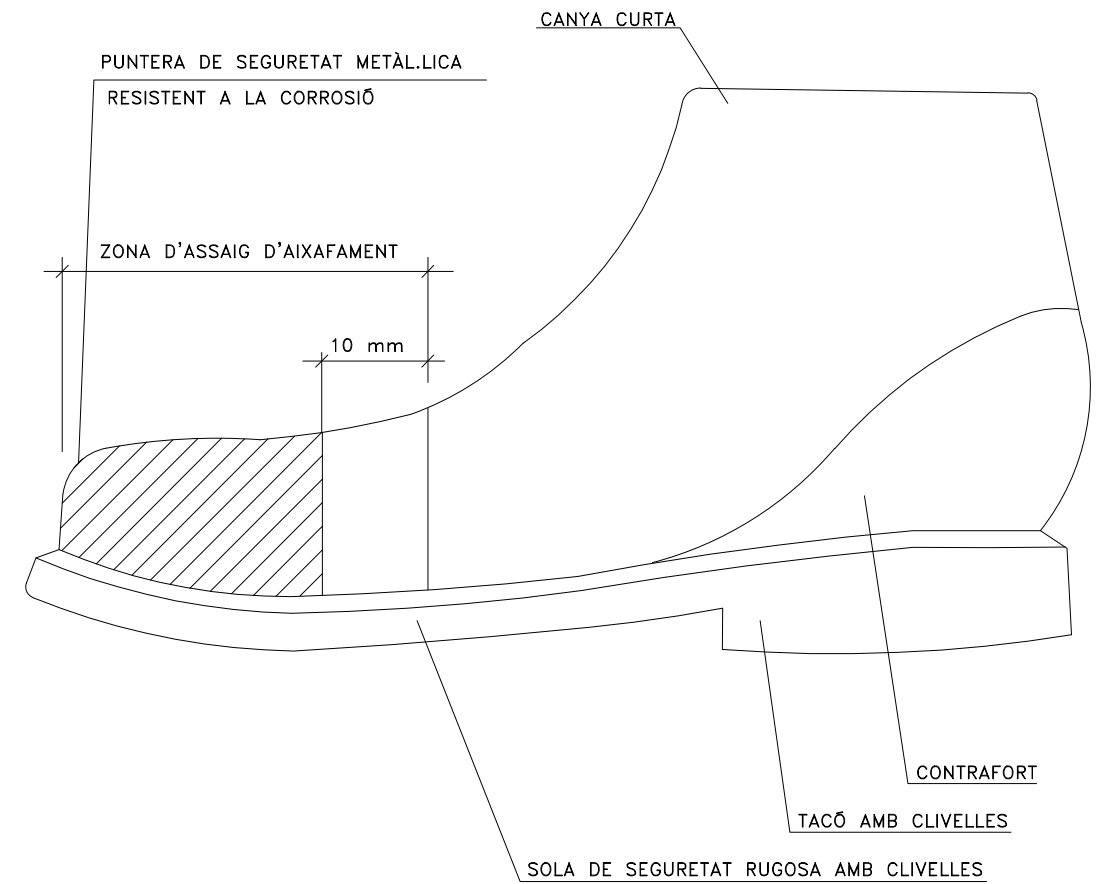 CANYA CURTA
PUNTERA DE SEGURETAT METÀL.LICA
RESISTENT A LA CORROSIÓ
ZONA D'ASSAIG D'AIXAFAMENT
10 mm
CONTRAFORT
TACÓ AMB CLIVELLES
SOLA DE SEGURETAT RUGOSA AMB CLIVELLES